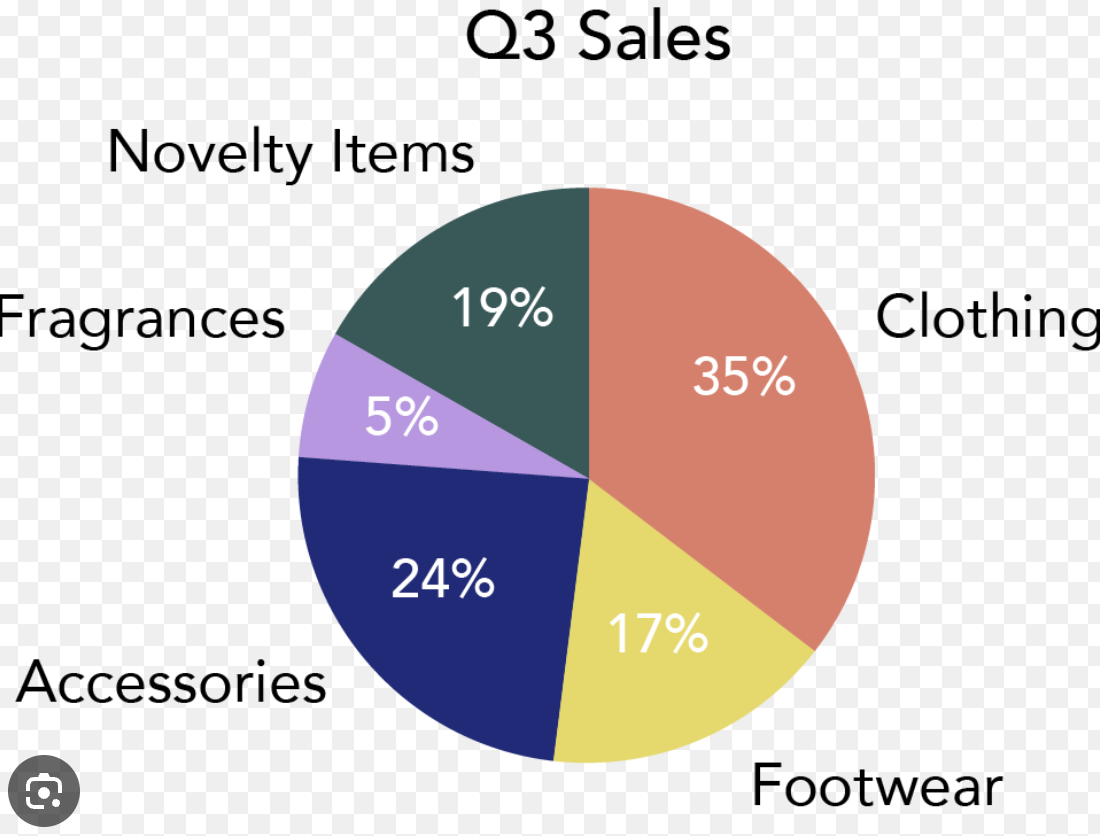 Q3 Sales
Novelty Items
19%
Fragrances
Clothing
35%
5%
24%
17%
Accessories
Footwear